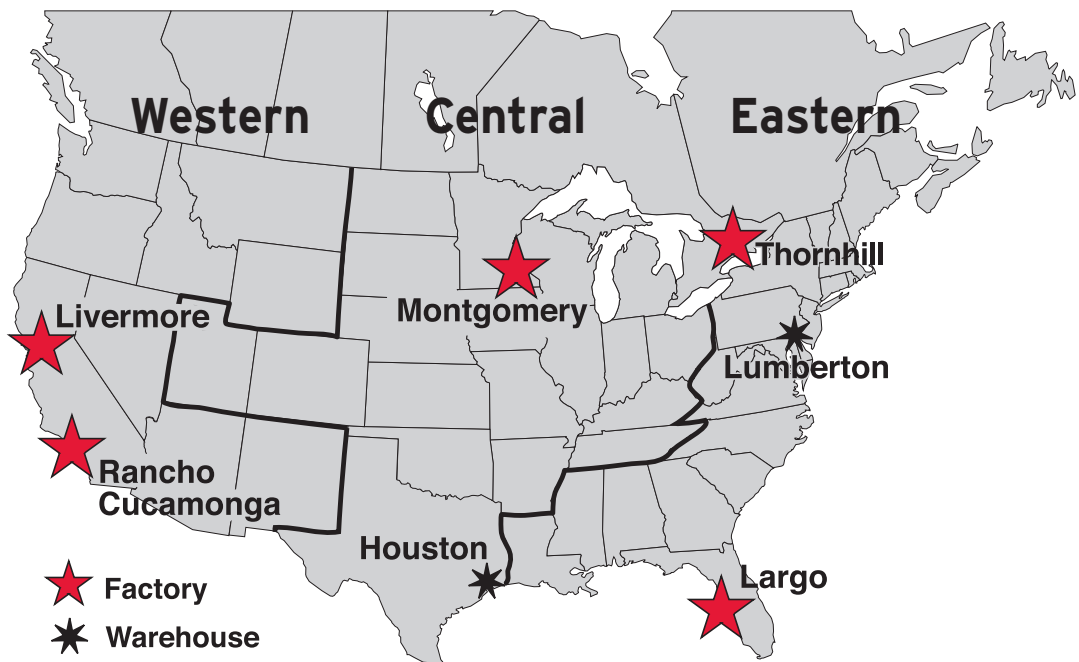 Western
Central
Eastern
Thornhill
Montgomery
Livermore
Lumberton
Rancho
Cucamonga
Houston
Largo
Factory
Warehouse